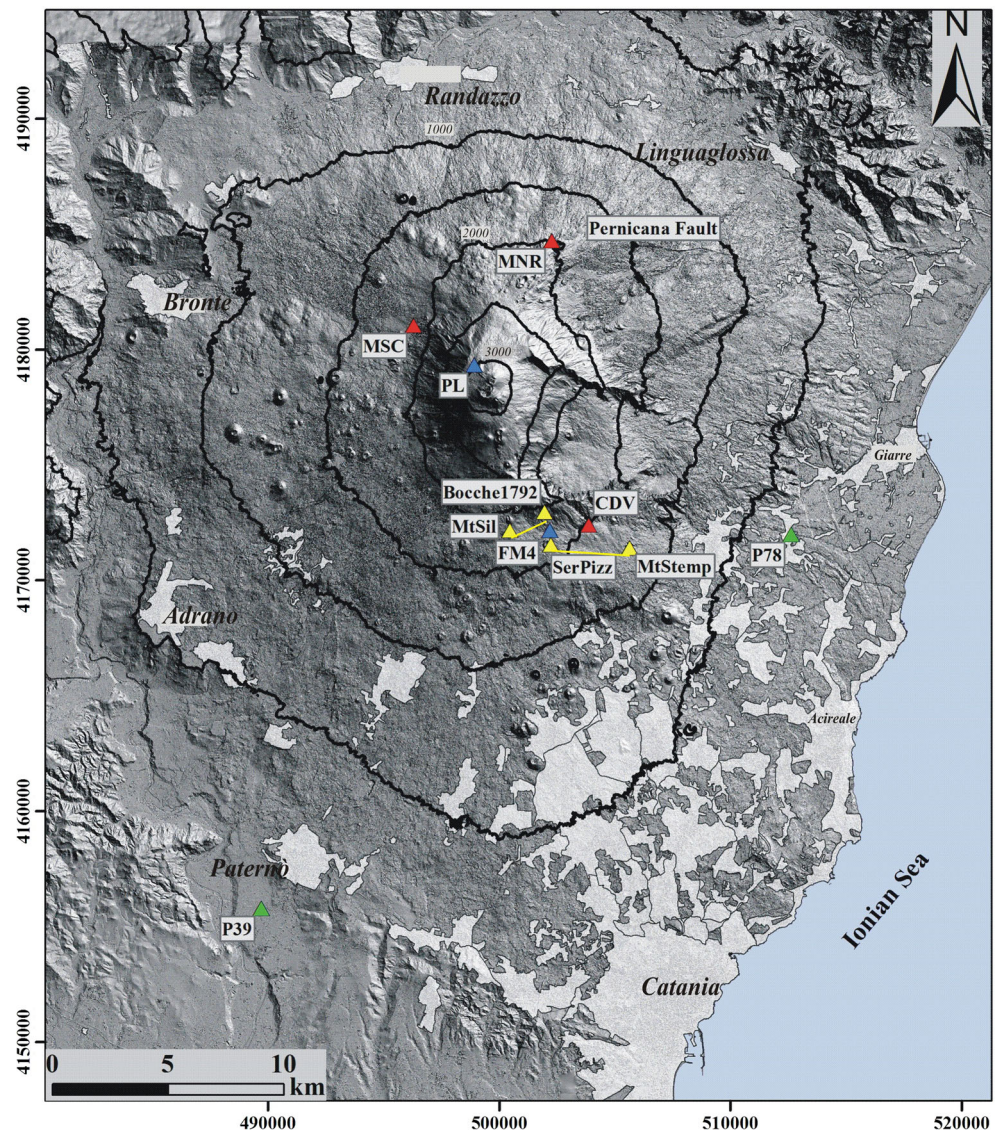 N
4190000
Randazzo
1000
Linguaglossa
2000
Pernicana Fault
MNR
Bronte
MSC
4180000
3000
PL
Giarre
Bocche1792
CDV
MtSil
FM4
SerPizz
MtStemp
P78
4170000
Adrano
Acireale
4160000
Paternò
P39
Ionian Sea
Catania
4150000
0 5 10
km
490000 500000 510000 520000